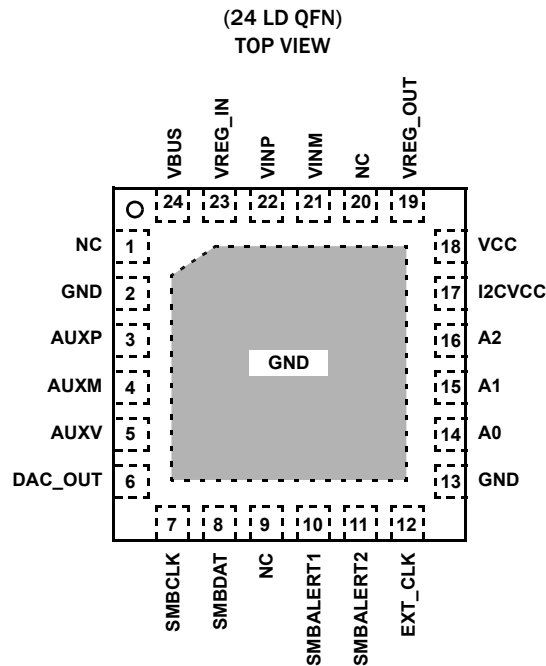 (24 LD QFN)
TOP VIEW
VBUS
VREG_IN
VINP
VINM
NC
VREG_OUT
24 23 22 21 20 19
NC 1
18 VCC
GND 2
17 I2CVCC
AUXP 3
16 A2
GND
AUXM 4
15 A1
AUXV 5
14 A0
DAC_OUT 6
13 GND
7 8 9 10 11 12
SMBCLK
SMBDAT
NC
SMBALERT1
SMBALERT2
EXT_CLK